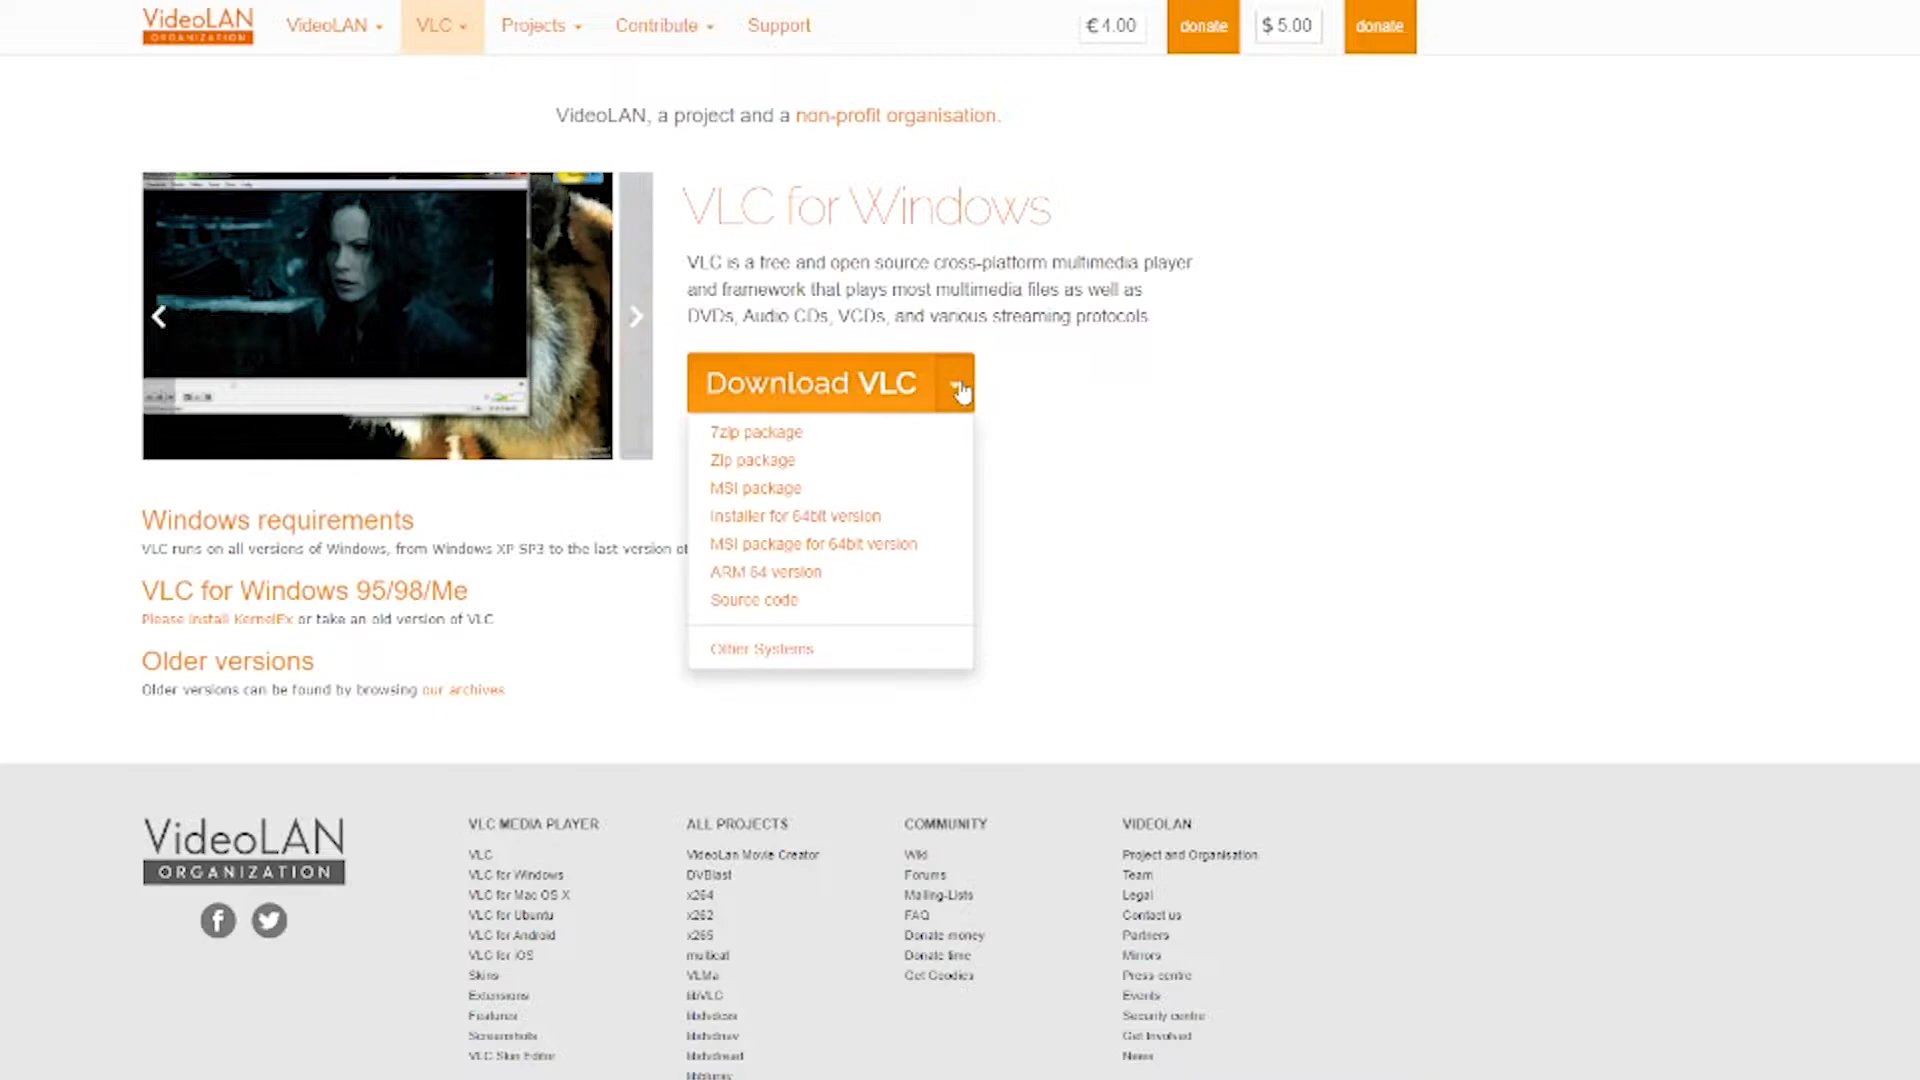 VideoLAN
ORGANIZATION
VideoLAN
VLC
Projects
Contribute
Support
€ 4.00
donate
$ 5.00
donate
VideoLAN, a project and a non-profit organisation.
VLC for Windows
VLC is a free and open source cross-platform multimedia player
and framework that plays most multimedia files as well as
DVDs, Audio CDs, VCDs, and various streaming protocols
Download VLC
7zip package
Zip package
MSI package
Installer for 64bit version
MSI package for 64bit version
ARM 64 version
Source code
Other Systems
Windows requirements
VLC runs on all versions of Windows, from Windows XP SP3 to the last version of
VLC for Windows 95/98/Me
Please install KernelEx or take an old version of VLC
Older versions
Older versions can be found by browsing our archives
VideoLAN
ORGANIZATION
VLC MEDIA PLAYER
VLC
VLC for Windows
VLC for Mac OS X
VLC for Ubuntu
VLC for Android
VLC for iOS
Skins
Extensions
Features
Screenshots
VLC Skin Editor
ALL PROJECTS
VideoLan Movie Creator
DVBlast
x264
x262
x265
multicat
VLMa
libVLC
libdvdcss
libdvdnav
libdvdread
libbluray
COMMUNITY
Wiki
Forums
Mailing-Lists
FAQ
Donate money
Donate time
Get Goodies
VIDEOLAN
Project and Organisation
Team
Legal
Contact us
Partners
Mirrors
Press centre
Events
Security centre
Get Involved
News